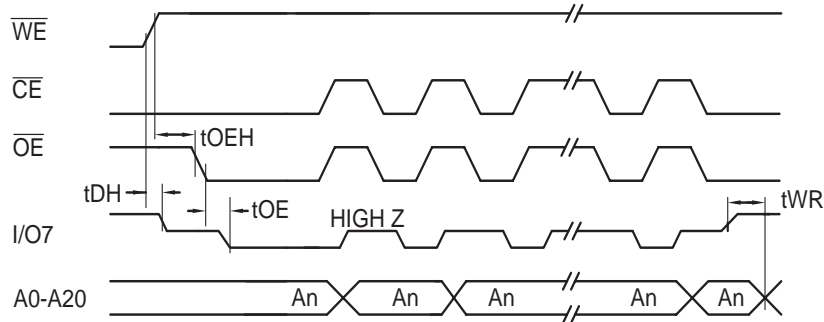 WE
CE
tOEH
OE
tDH
tOE
HIGH Z
tWR
I/O7
A0-A20 An An An An An